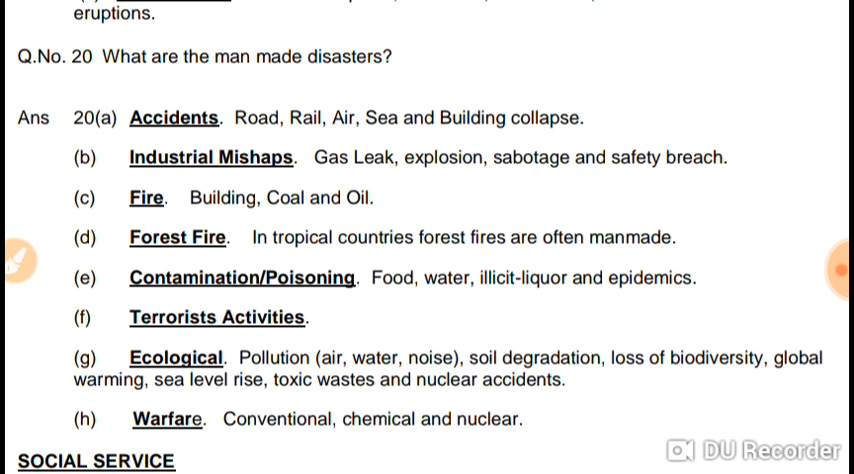 eruptions.
Q.No. 20 What are the man made disasters?
Ans 20(a) Accidents. Road, Rail, Air, Sea and Building collapse.
(b) Industrial Mishaps. Gas Leak, explosion, sabotage and safety breach.
(c) Fire. Building, Coal and Oil.
(d) Forest Fire. In tropical countries forest fires are often manmade.
(e) Contamination/Poisoning. Food, water, illicit-liquor and epidemics.
(f) Terrorists Activities.
(g) Ecological. Pollution (air, water, noise), soil degradation, loss of biodiversity, global
warming, sea level rise, toxic wastes and nuclear accidents.
(h) Warfare. Conventional, chemical and nuclear.
SOCIAL SERVICE
DU Recorder